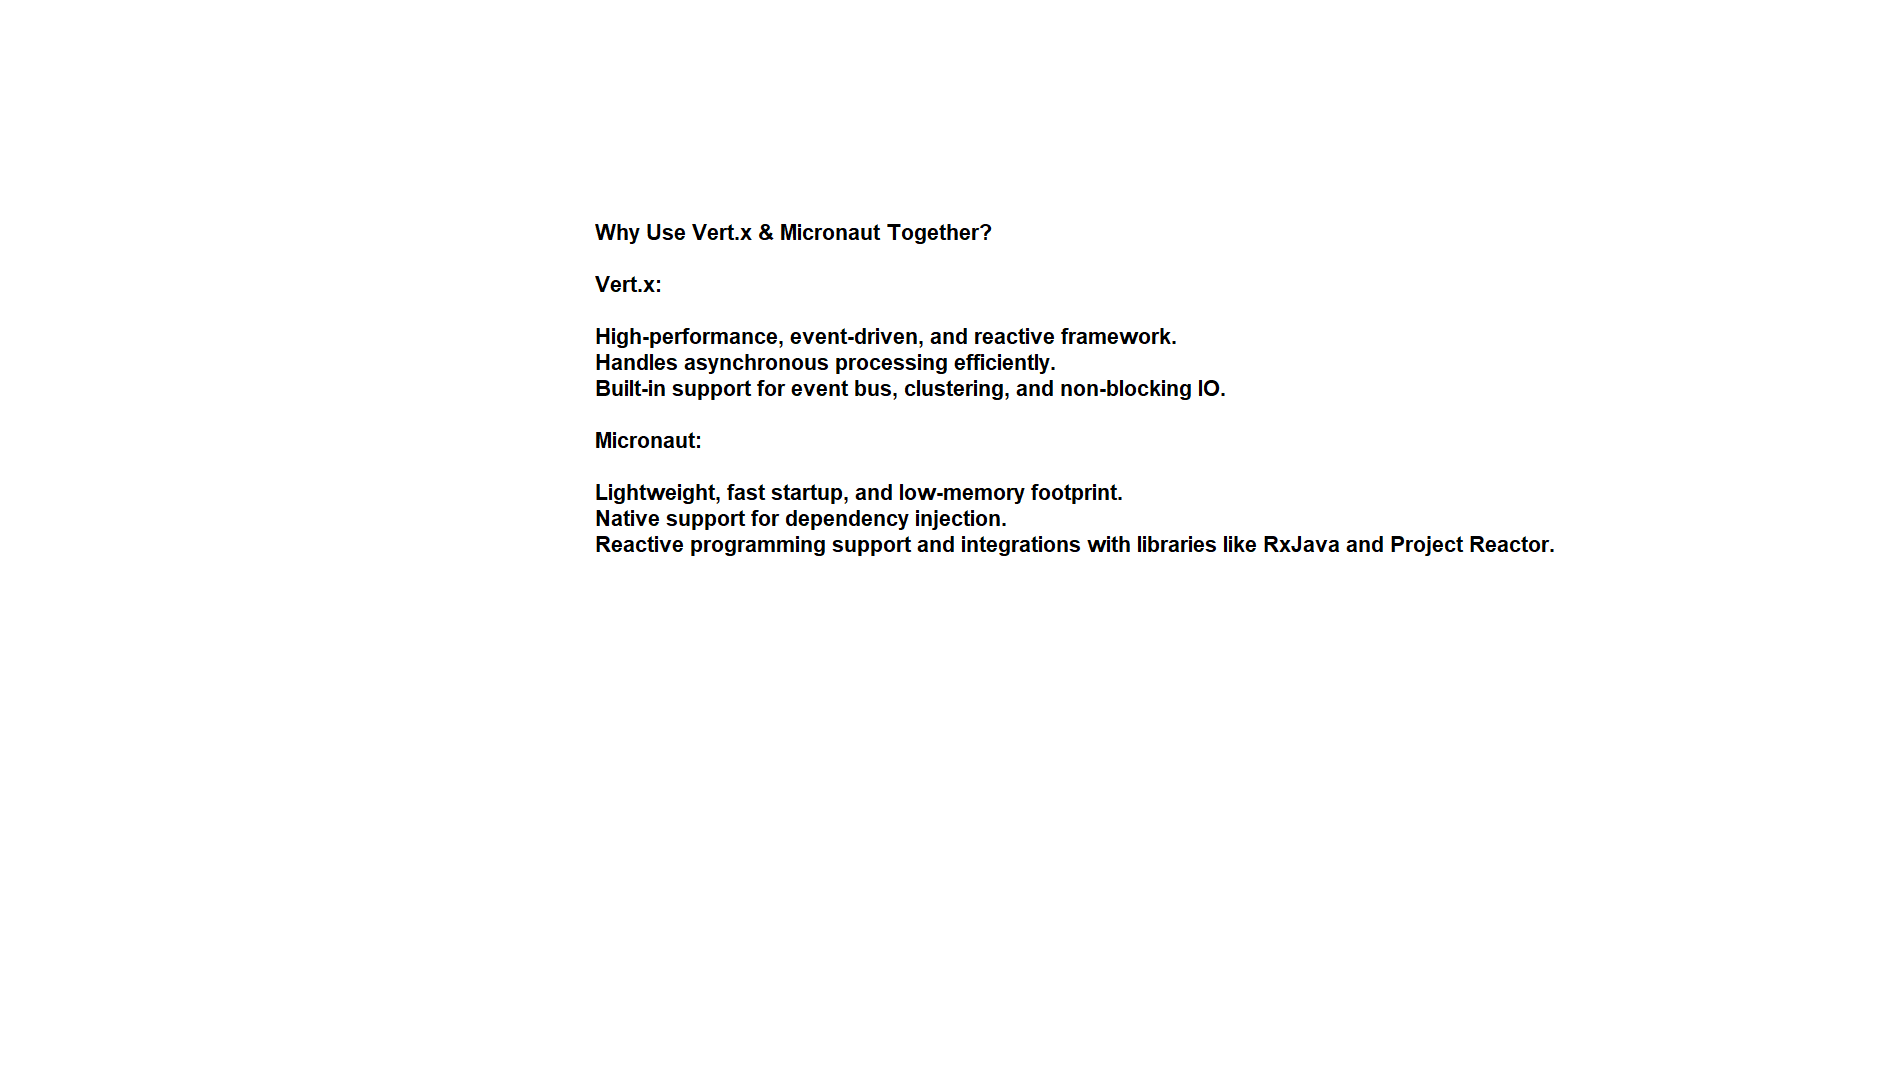 Why Use Vert.x & Micronaut Together?
Vert.x:
High-performance, event-driven, and reactive framework.
Handles asynchronous processing efficiently.
Built-in support for event bus, clustering, and non-blocking IO.
Micronaut:
Lightweight, fast startup, and low-memory footprint.
Native support for dependency injection.
Reactive programming support and integrations with libraries like RxJava and Project Reactor.